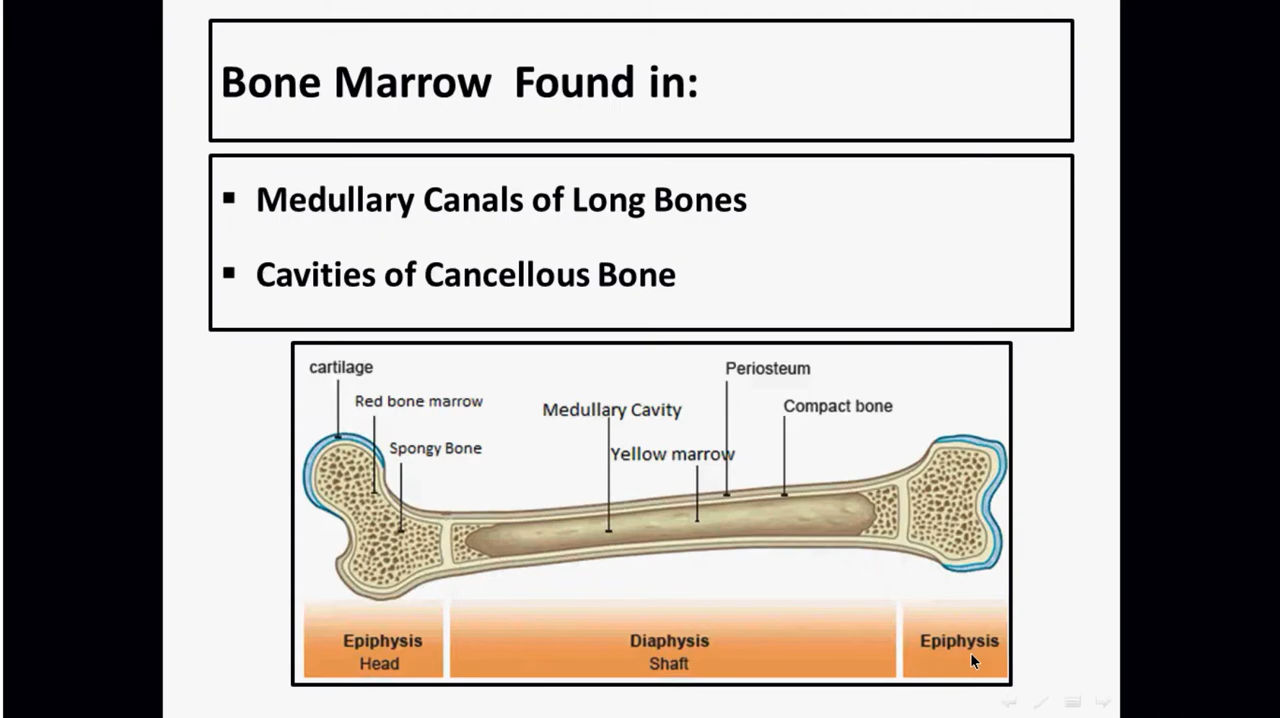 Bone Marrow Found in:
▪ Medullary Canals of Long Bones
▪ Cavities of Cancellous Bone
cartilage
Periosteum
Red bone marrow
Medullary Cavity
Compact bone
Spongy Bone
Yellow marrow
Epiphysis
Head
Diaphysis
Shaft
Epiphysis